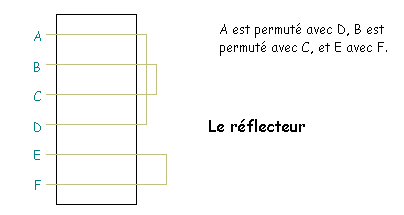 A
B
C
D
E
F
A est permuté avec D, B est
permuté avec C, et E avec F.
Le réflecteur